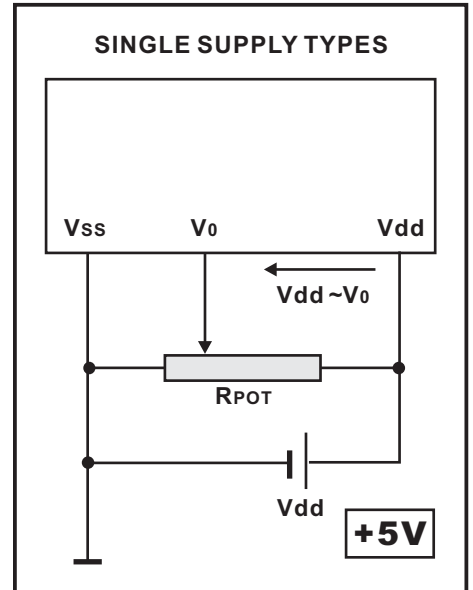 SINGLE SUPPLY TYPES
Vss V0 Vdd
Vdd ~V0
RPOT
Vdd
+5V